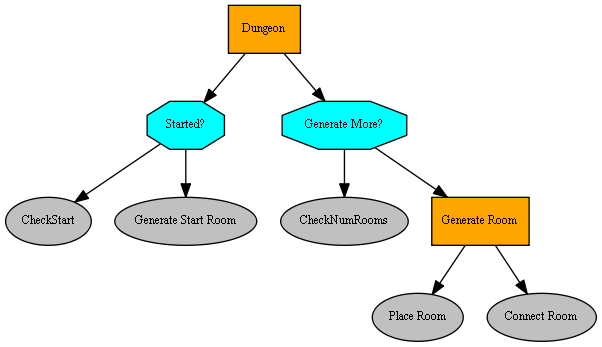 Dungeon
Started?
Generate More?
CheckStart
Generate Start Room
CheckNumRooms
Generate Room
Place Room
Connect Room